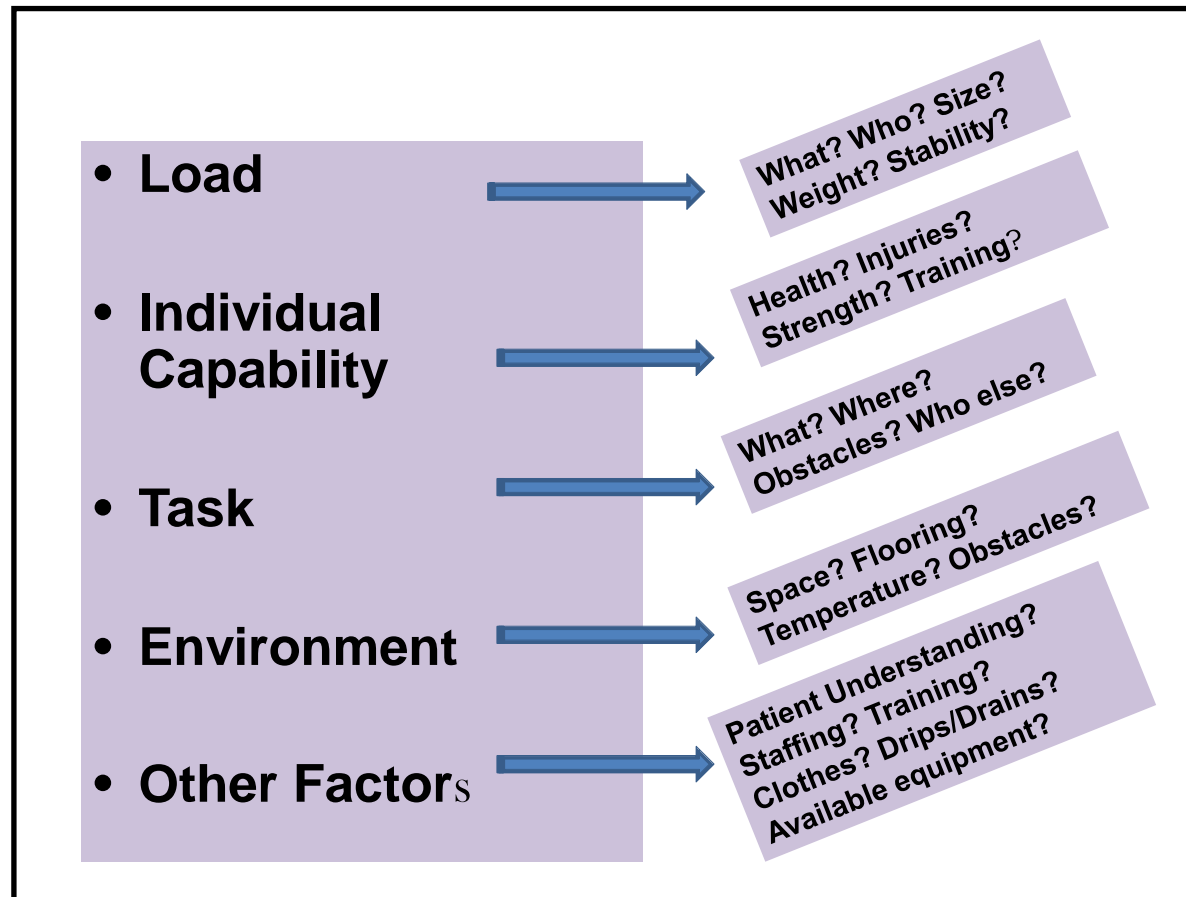 • Load
What? Who? Size?
Weight? Stability?
• Individual
Capability
Health? Injuries?
Strength? Training?
• Task
What? Where?
Obstacles? Who else?
• Environment
Space? Flooring?
Temperature? Obstacles?
• Other Factors
Patient Understanding?
Staffing? Training?
Clothes? Drips/Drains?
Available equipment?